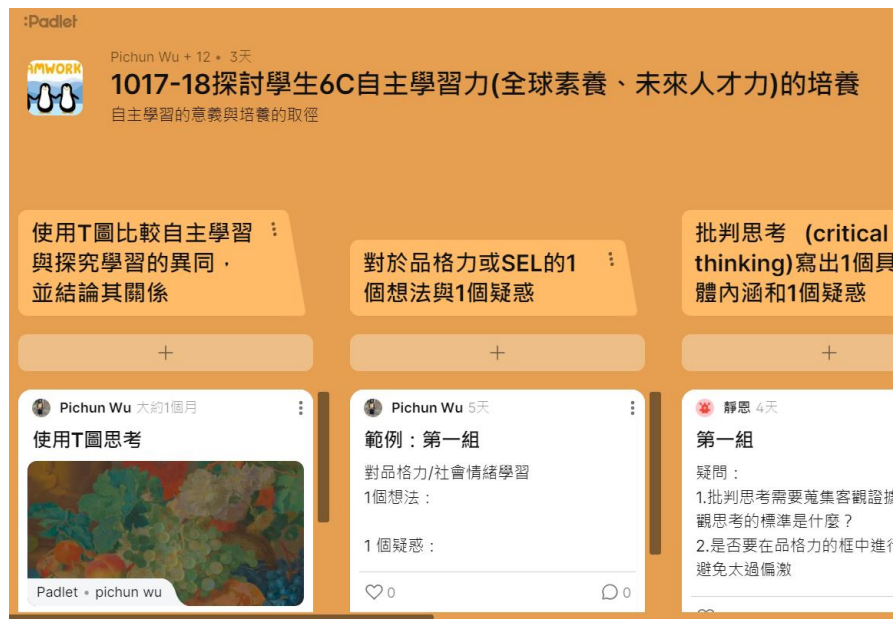 :Padlet
AMWORK
Pichun Wu + 12 • 3天
1017-18探討學生6C自主學習力(全球素養、未來人才力)的培養
自主學習的意義與培養的取徑
使用T圖比較自主學習
與探究學習的異同，
並結論其關係
+
Pichun Wu 大約1個月
使用T圖思考
Padlet • pichun wu
對於品格力或SEL的1
個想法與1個疑惑
+
Pichun Wu 5天
範例：第一組
對品格力/社會情緒學習
1個想法：
1 個疑惑：
0
0
批判思考 (critical
thinking)寫出1個具
體內涵和1個疑惑
+
靜恩 4天
第一組
疑問：
1.批判思考需要蒐集客觀證據
觀思考的標準是什麼？
2.是否要在品格力的框中進行
避免太過偏激